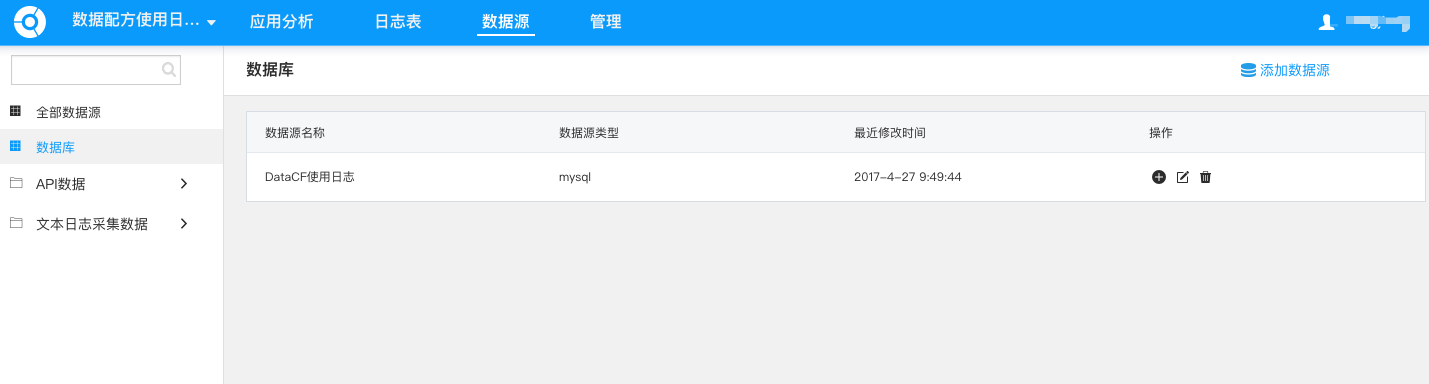 数据配方使用日...
应用分析
日志表
数据源
管理
数据库
添加数据源
全部数据源
数据库
API数据
文本日志采集数据
数据源名称 数据源类型 最近修改时间 操作
DataCF使用日志 mysql 2017-4-27 9:49:44